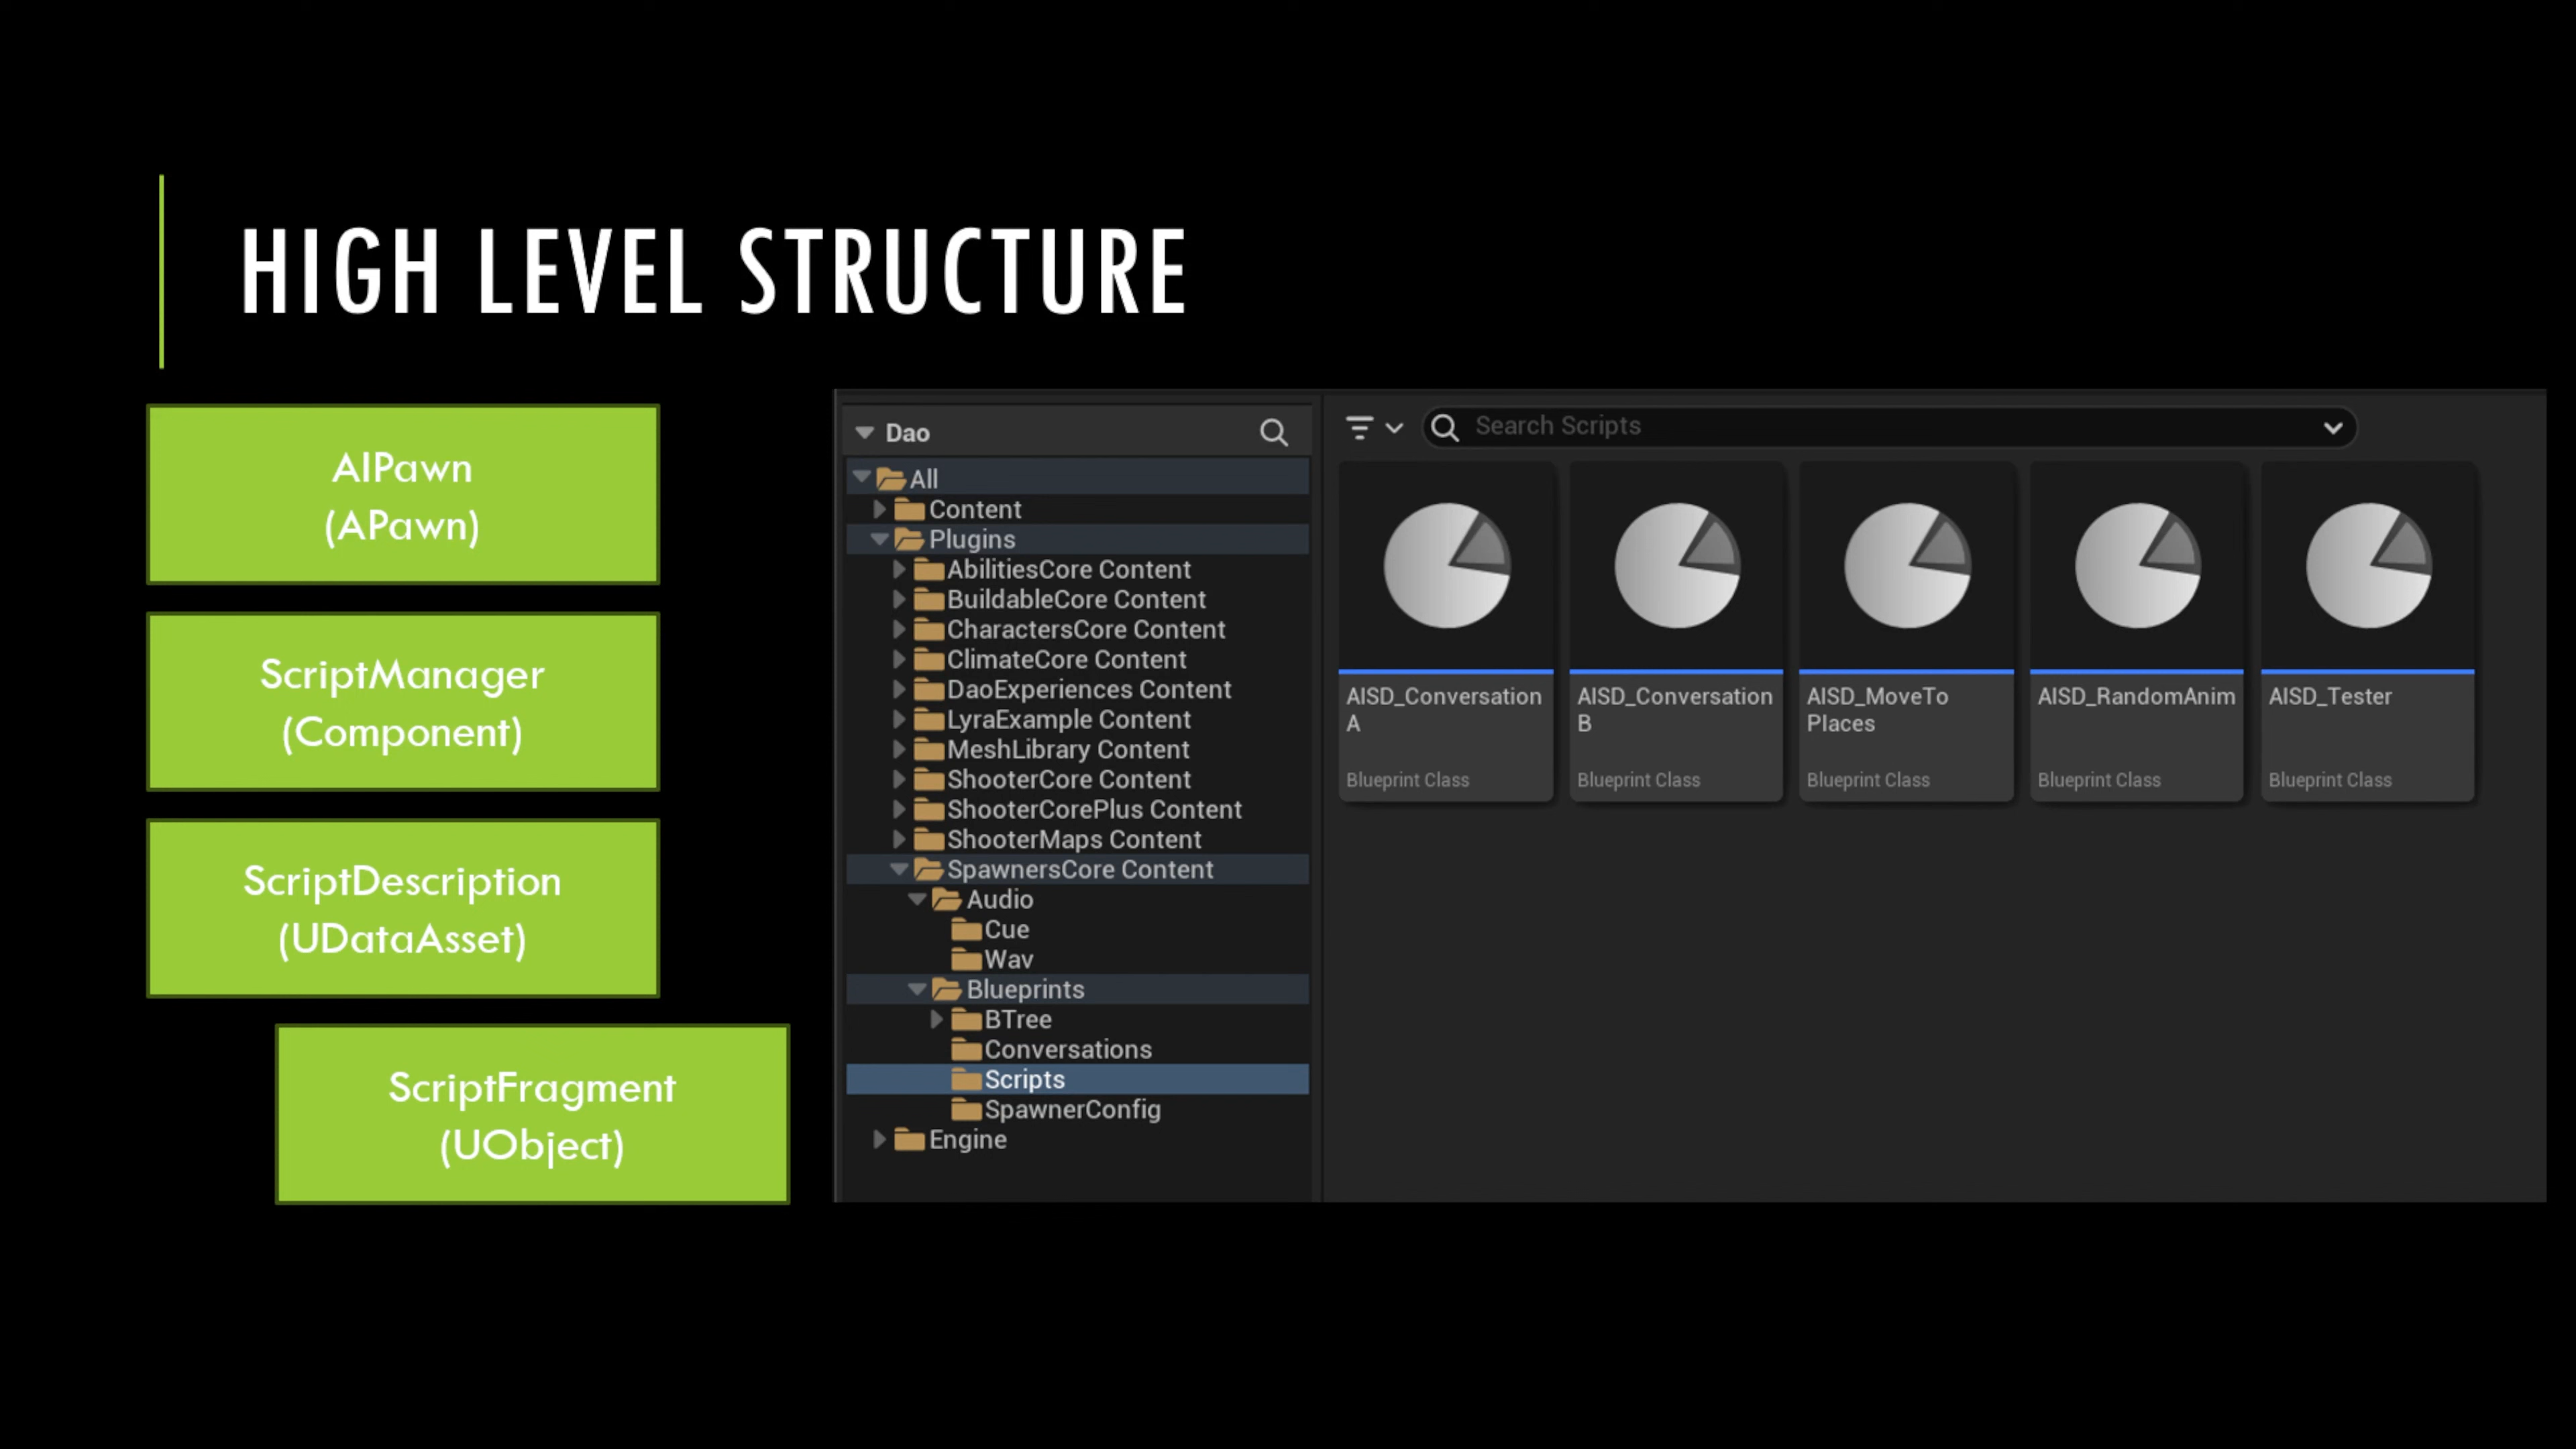 HIGH LEVEL STRUCTURE
AIPawn
(APawn)
ScriptManager
(Component)
ScriptDescription
(UDataAsset)
ScriptFragment
(UObject)
Dao
All
Content
Plugins
AbilitiesCore Content
BuildableCore Content
CharactersCore Content
ClimateCore Content
DaoExperiences Content
LyraExample Content
MeshLibrary Content
ShooterCore Content
ShooterCorePlus Content
ShooterMaps Content
SpawnersCore Content
Audio
Cue
Wav
Blueprints
BTree
Conversations
Scripts
SpawnerConfig
Engine
Search Scripts
AISD_Conversation
A
Blueprint Class
AISD_Conversation
B
Blueprint Class
AISD_MoveTo
Places
Blueprint Class
AISD_RandomAnim
Blueprint Class
AISD_Tester
Blueprint Class